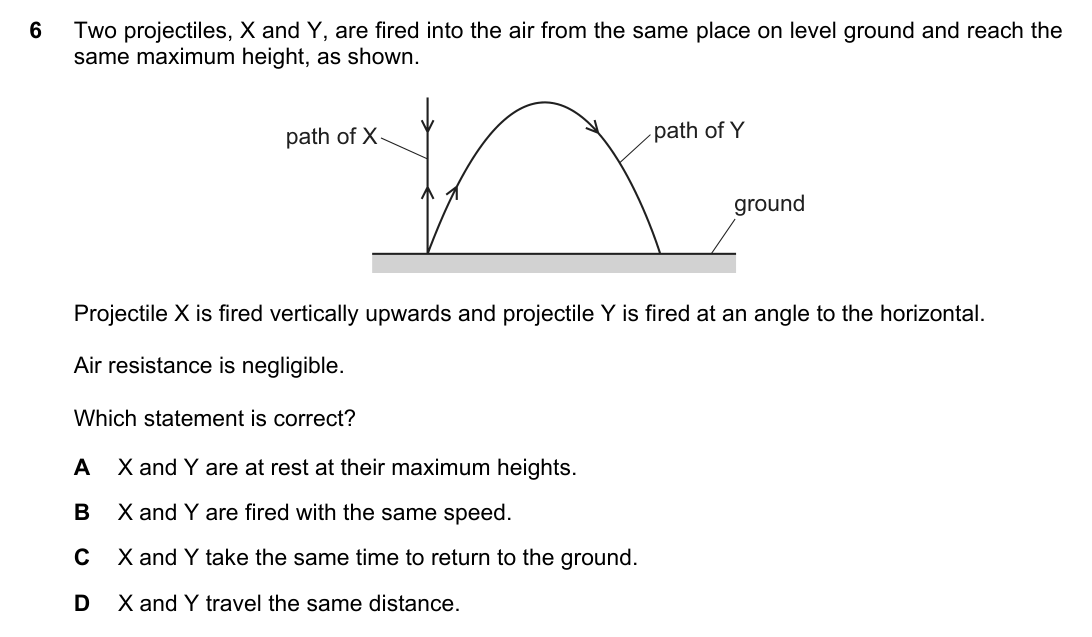 6 Two projectiles, X and Y, are fired into the air from the same place on level ground and reach the
same maximum height, as shown.
path of X
path of Y
ground
Projectile X is fired vertically upwards and projectile Y is fired at an angle to the horizontal.
Air resistance is negligible.
Which statement is correct?
A X and Y are at rest at their maximum heights.
B X and Y are fired with the same speed.
C X and Y take the same time to return to the ground.
D X and Y travel the same distance.